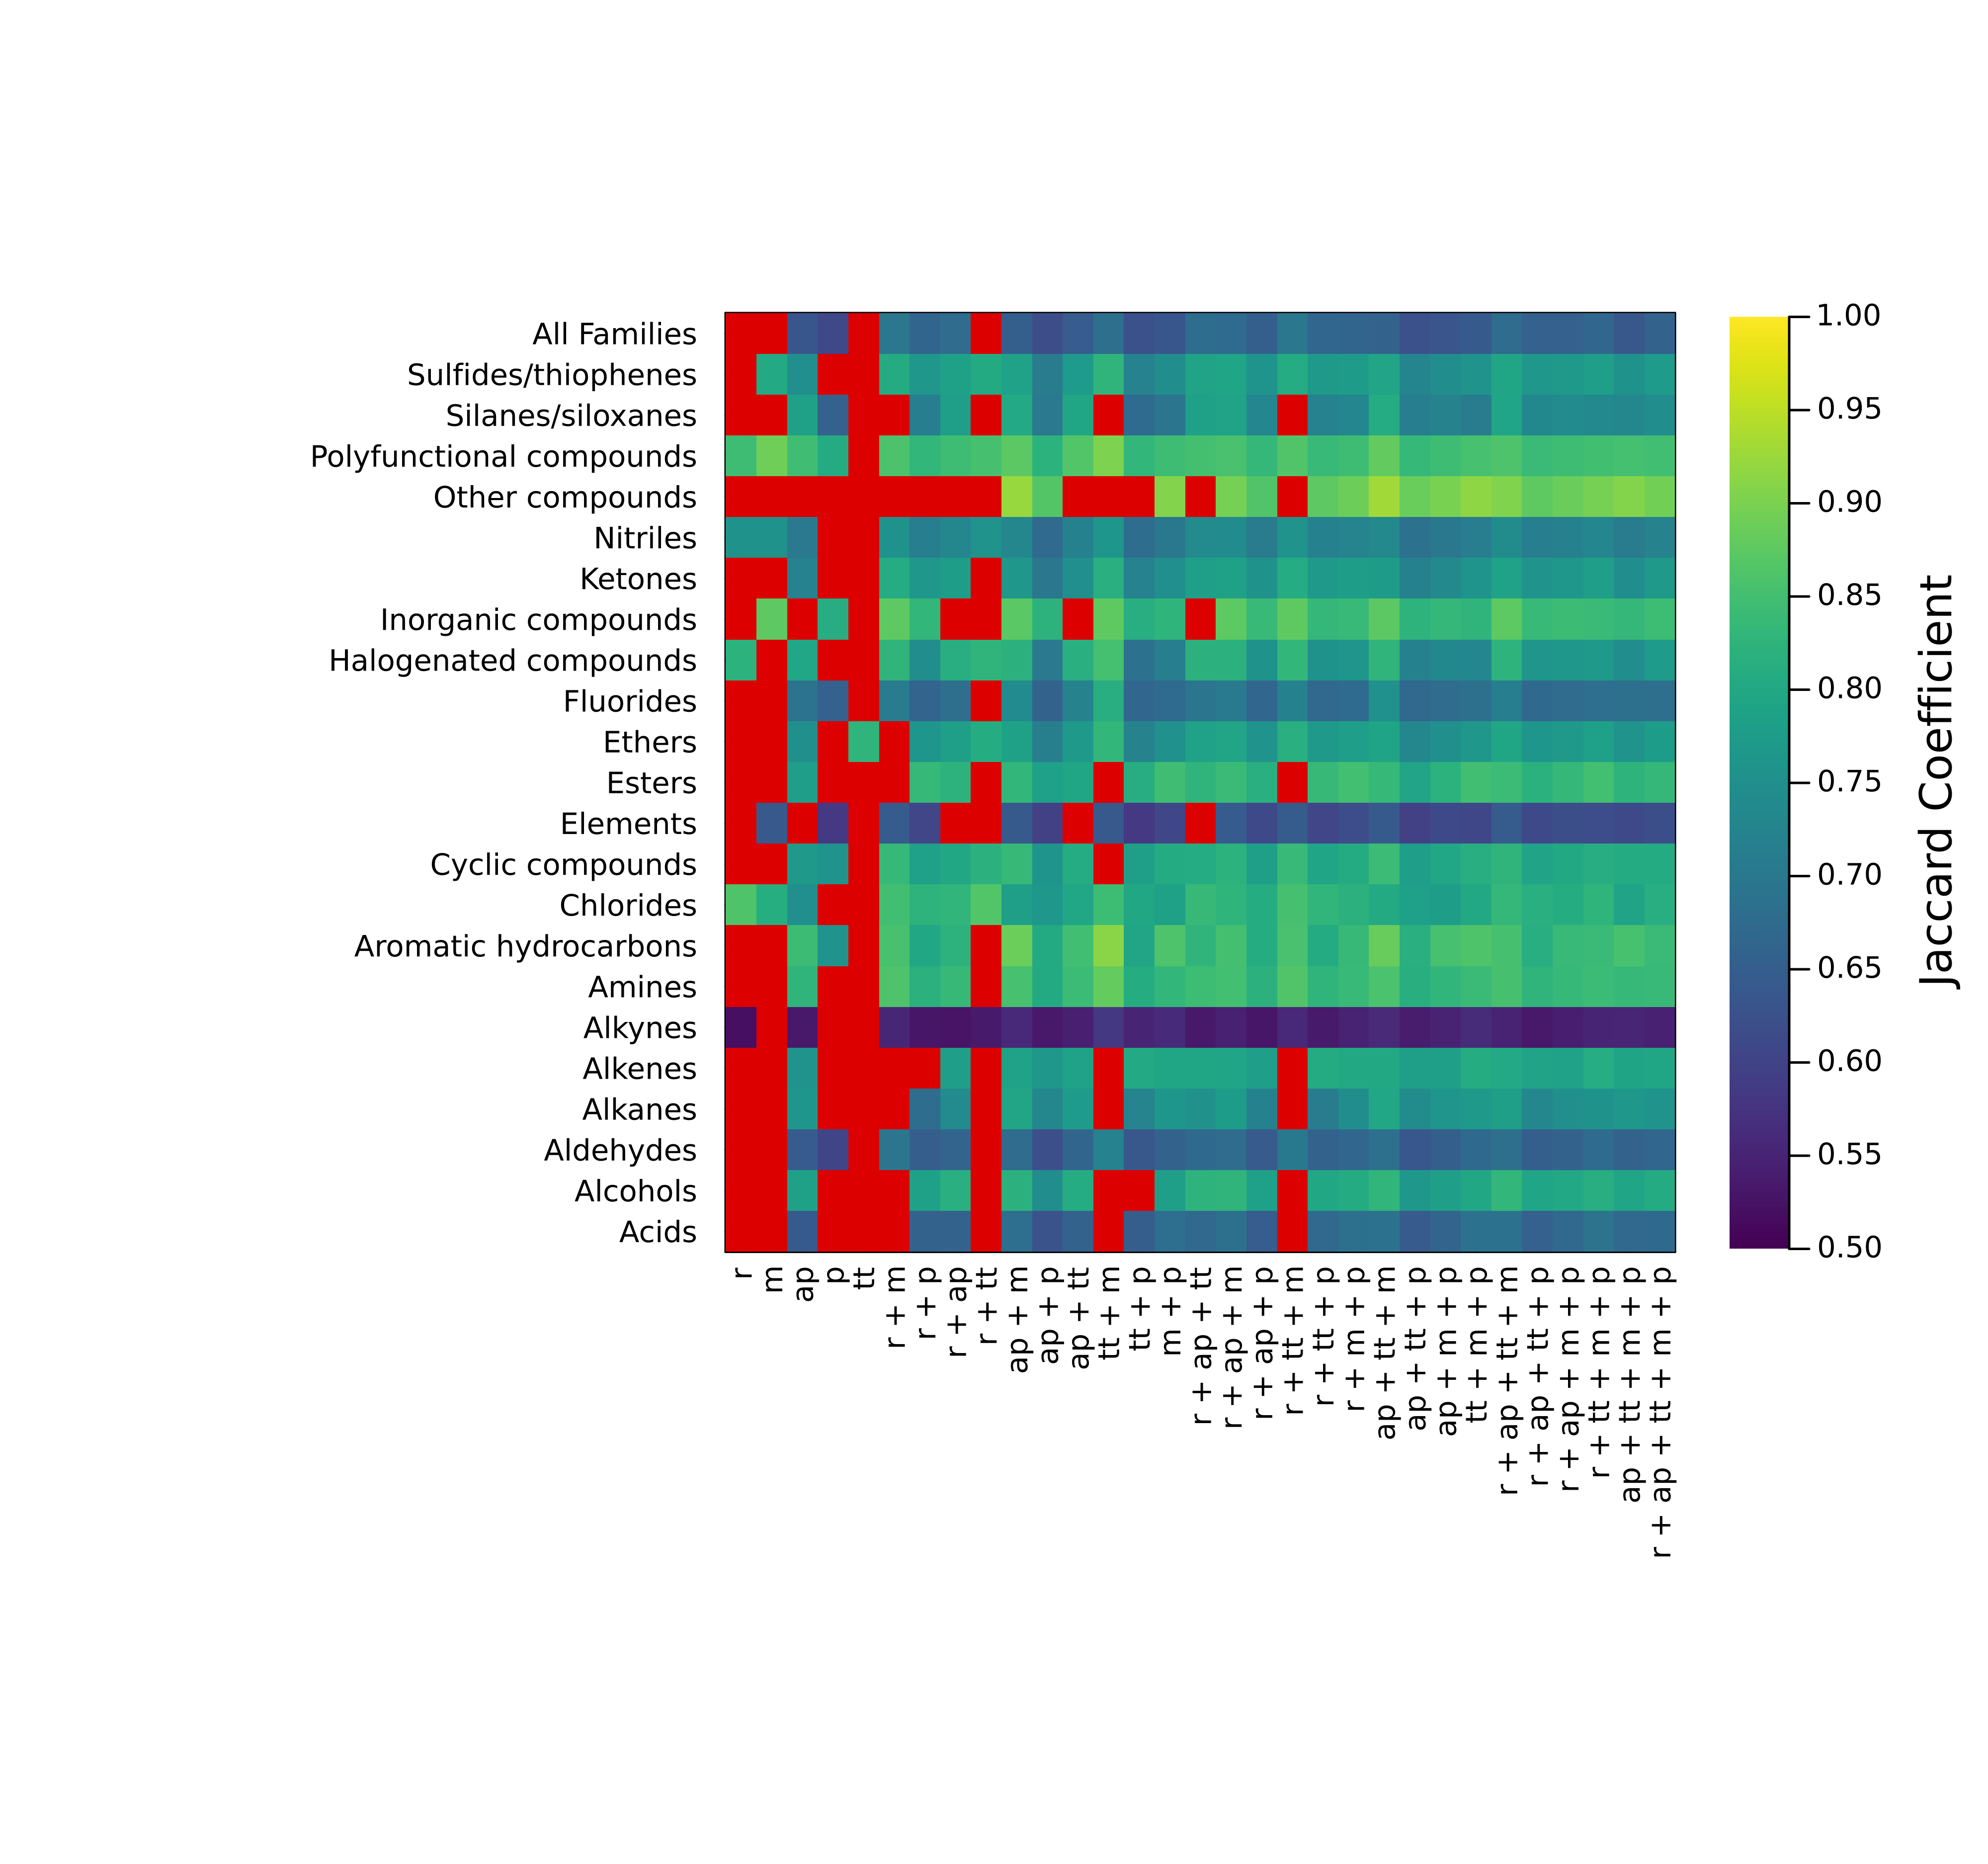 All Families
Sulfides/thiophenes
Silanes/siloxanes
Polyfunctional compounds
Other compounds
Nitriles
Ketones
Inorganic compounds
Halogenated compounds
Fluorides
Ethers
Esters
Elements
Cyclic compounds
Chlorides
Aromatic hydrocarbons
Amines
Alkynes
Alkenes
Alkanes
Aldehydes
Alcohols
Acids
r
m
ap
p
tt
r + m
r + p
r + ap
r + tt
ap + m
ap + p
ap + tt
tt + m
tt + p
m + p
r + ap + tt
r + ap + m
r + ap + p
r + tt + m
r + tt + p
r + m + p
ap + tt + m
ap + tt + p
ap + m + p
tt + m + p
r + ap + tt + m
r + ap + tt + p
r + ap + m + p
r + tt + m + p
ap + tt + m + p
r + ap + tt + m + p
1.00
0.95
0.90
0.85
0.80
0.75
0.70
0.65
0.60
0.55
0.50
Jaccard Coefficient